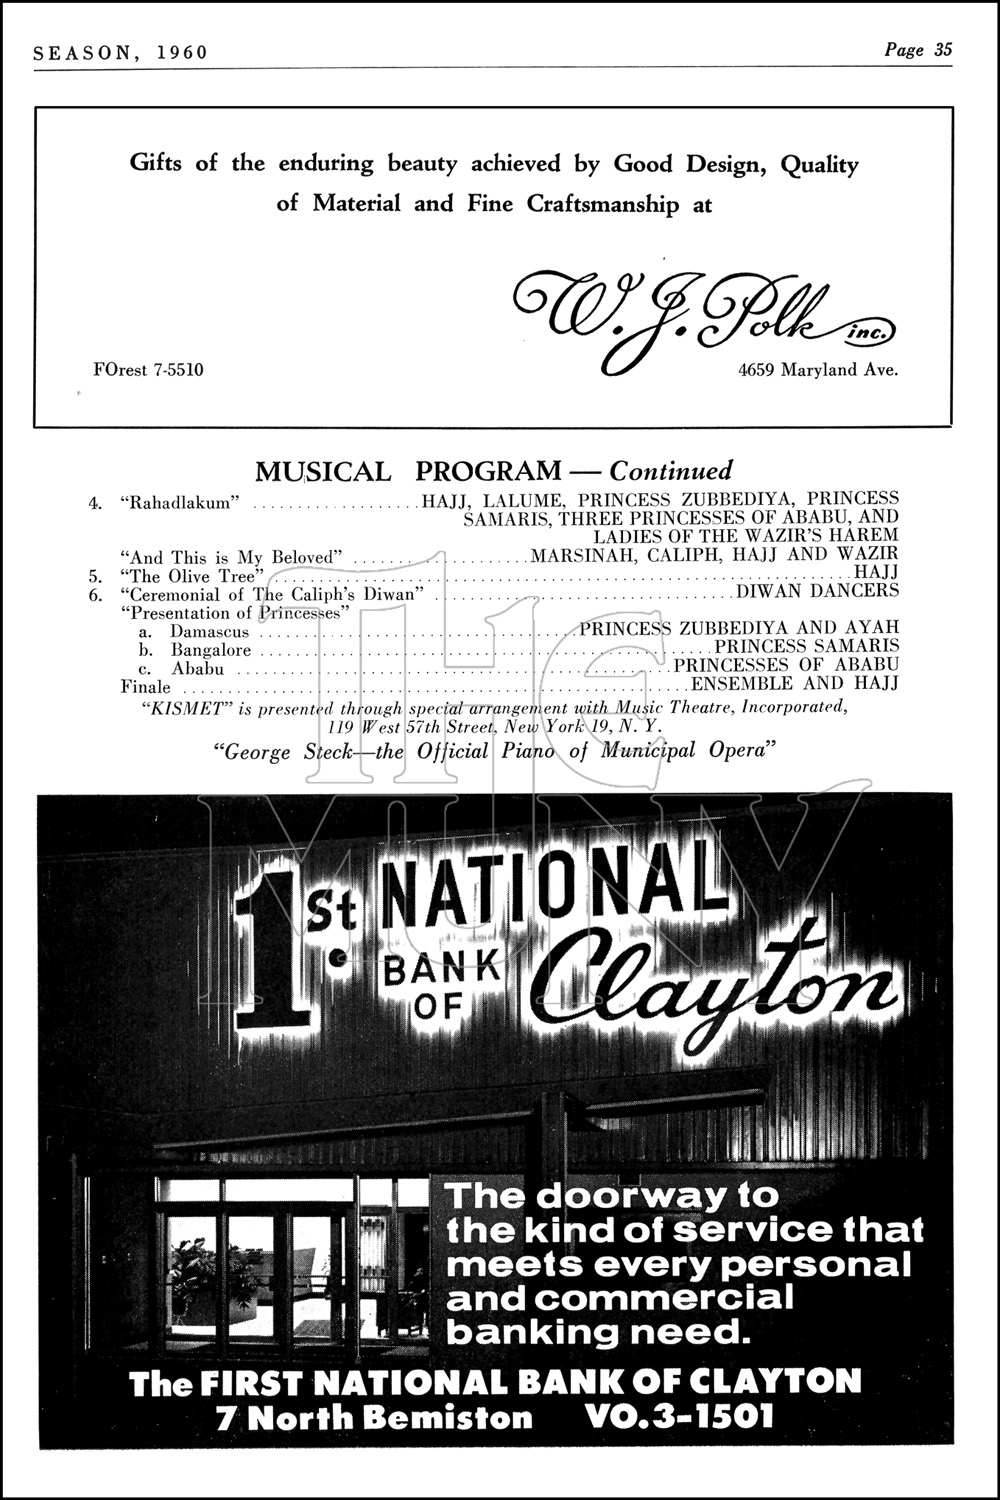 SEASON, 1960
Page 35
Gifts of the enduring beauty achieved by Good Design, Quality
of Material and Fine Craftsmanship at
W. J. Polk inc.
FOrest 7-5510
4659 Maryland Ave.
MUSICAL PROGRAM — Continued
4. “Rahadlakum” ................... HAJJ, LALUME, PRINCESS ZUBBEDIYA, PRINCESS
SAMARIS, THREE PRINCESSES OF ABABU, AND
LADIES OF THE WAZIR'S HAREM
“And This is My Beloved” .................... MARSINAH, CALIPH, HAJJ AND WAZIR
5. “The Olive Tree” .................................................................. HAJJ
6. “Ceremonial of The Caliph's Diwan” .................................. DIWAN DANCERS
“Presentation of Princesses”
a. Damascus .................................... PRINCESS ZUBBEDIYA AND AYAH
b. Bangalore .................................................... PRINCESS SAMARIS
c. Ababu .................................................. PRINCESSES OF ABABU
Finale .......................................................... ENSEMBLE AND HAJJ
“KISMET” is presented through special arrangement with Music Theatre, Incorporated,
119 West 57th Street, New York 19, N. Y.
“George Steck—the Official Piano of Municipal Opera”
THE
MUNY
1st. NATIONAL
BANK
OF Clayton
The doorway to
the kind of service that
meets every personal
and commercial
banking need.
The FIRST NATIONAL BANK OF CLAYTON
7 North Bemiston VO.3-1501